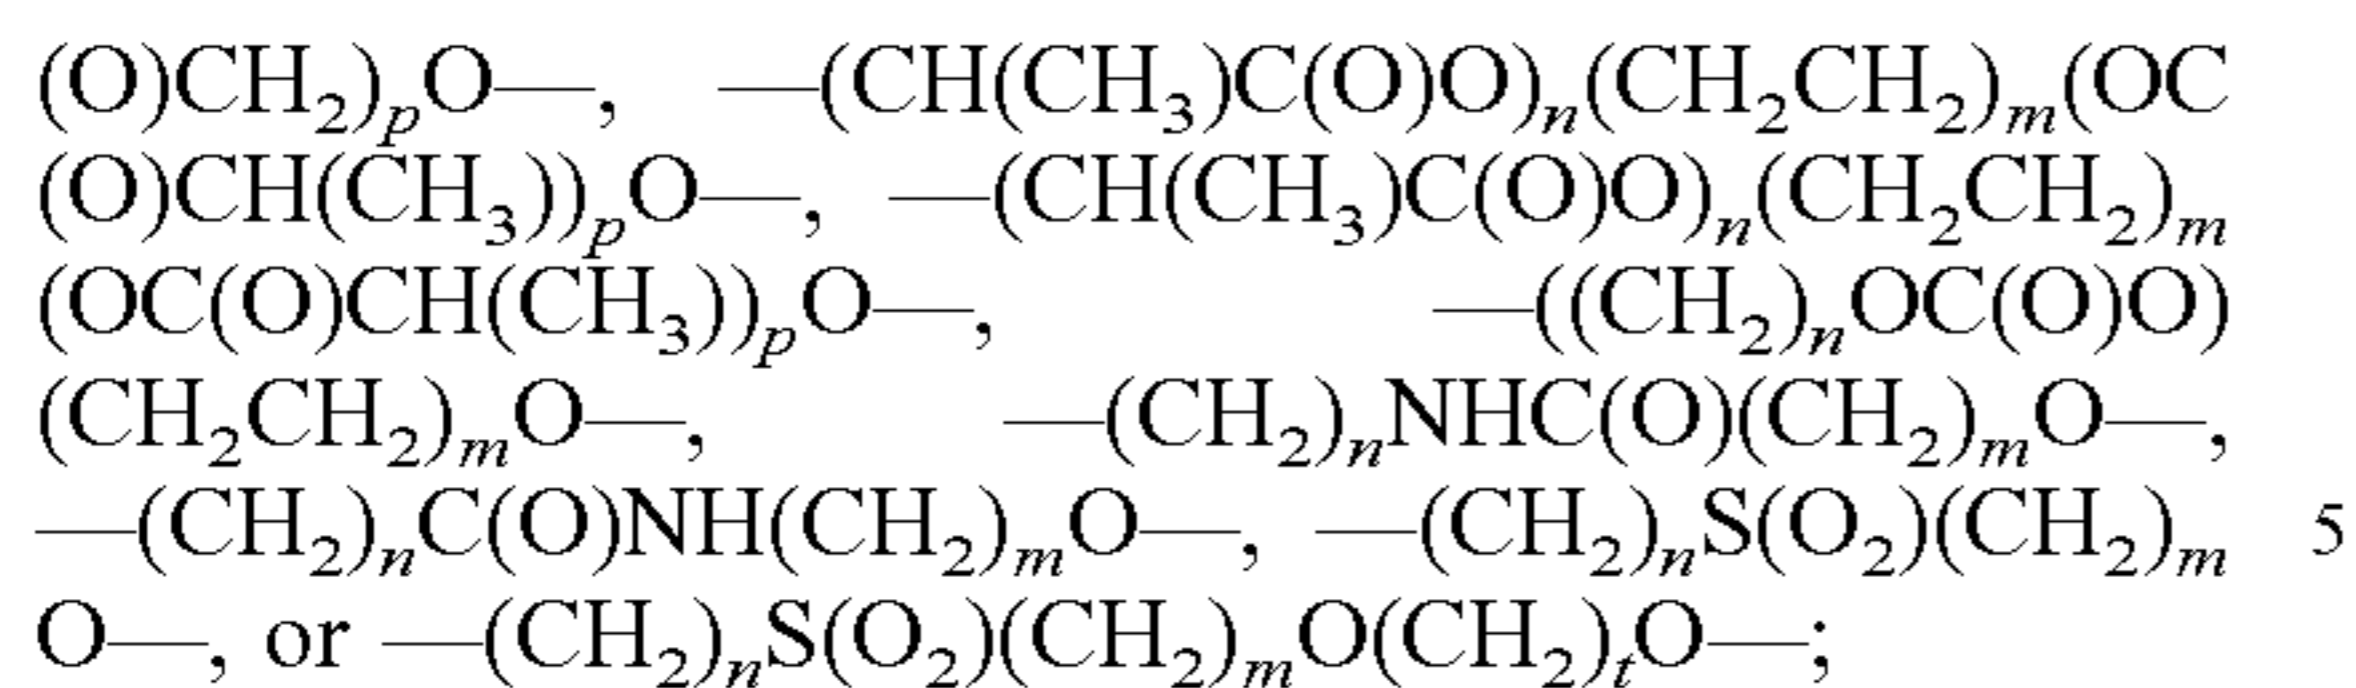 (O)CH₂)ₚO—, —(CH(CH₃)C(O)O)ₙ(CH₂CH₂)ₘ(OC
(O)CH(CH₃))ₚO—, —(CH(CH₃)C(O)O)ₙ(CH₂CH₂)ₘ
(OC(O)CH(CH₃))ₚO—, —((CH₂)ₙOC(O)O)
(CH₂CH₂)ₘO—, —(CH₂)ₙNHC(O)(CH₂)ₘO—,
—(CH₂)ₙC(O)NH(CH₂)ₘO—, —(CH₂)ₙS(O₂)(CH₂)ₘ 5
O—, or —(CH₂)ₙS(O₂)(CH₂)ₘO(CH₂)ₜO—;